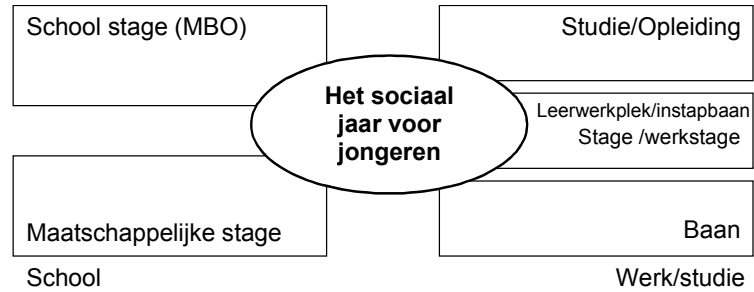 School stage (MBO)
Studie/Opleiding
Het sociaal
jaar voor
jongeren
Leerwerkplek/instapbaan
Stage /werkstage
Maatschappelijke stage
Baan
School
Werk/studie